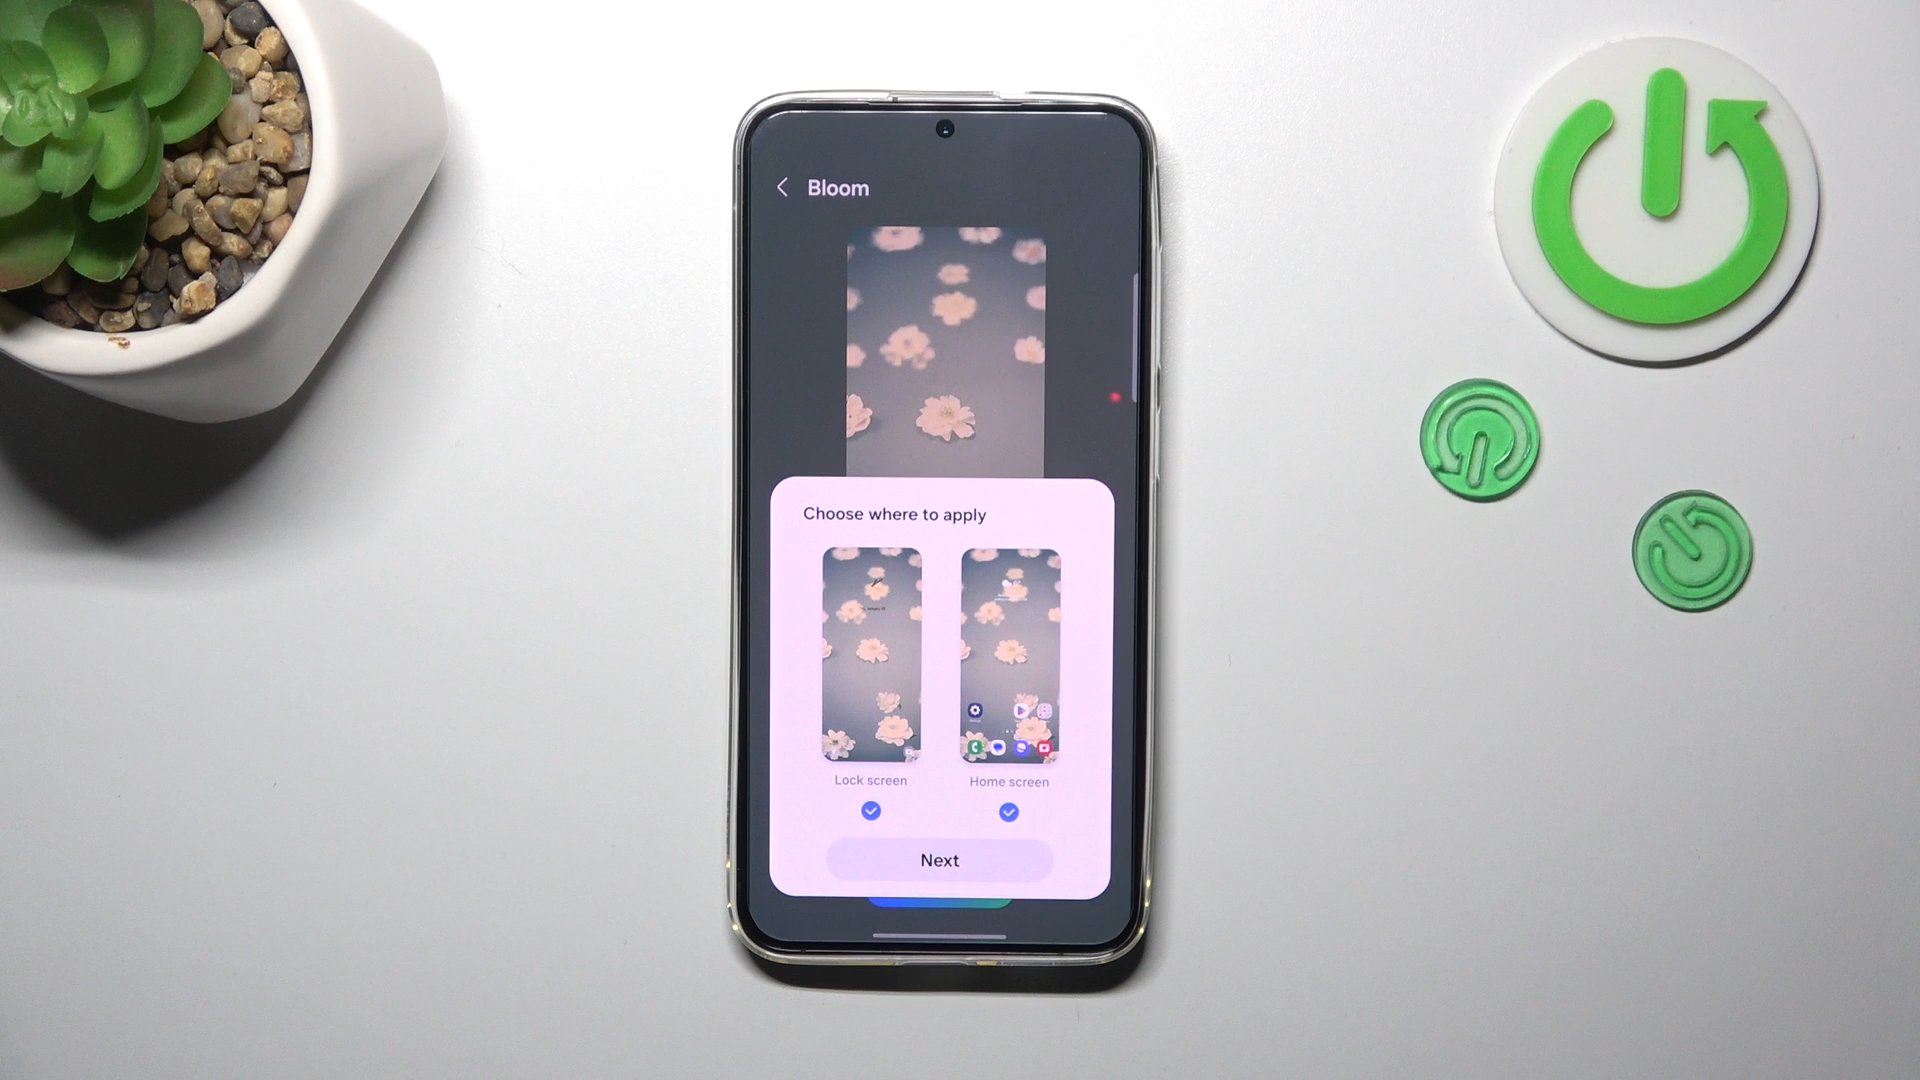 Bloom
Choose where to apply
Lock screen
Home screen
Next